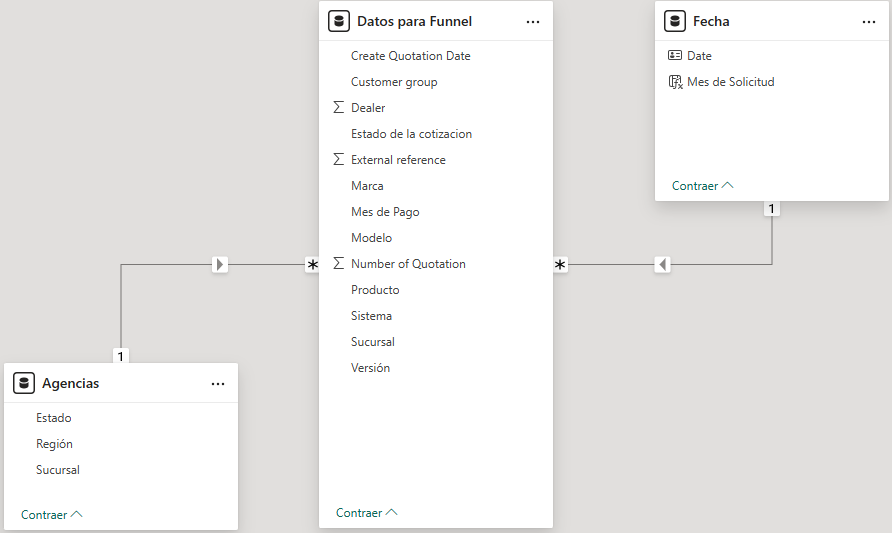 Datos para Funnel
...
Create Quotation Date
Customer group
Dealer
Estado de la cotizacion
External reference
Marca
Mes de Pago
Modelo
Number of Quotation
Producto
Sistema
Sucursal
Versión
Contraer
Fecha
...
Date
Mes de Solicitud
Contraer
1
*
*
1
Agencias
...
Estado
Región
Sucursal
Contraer